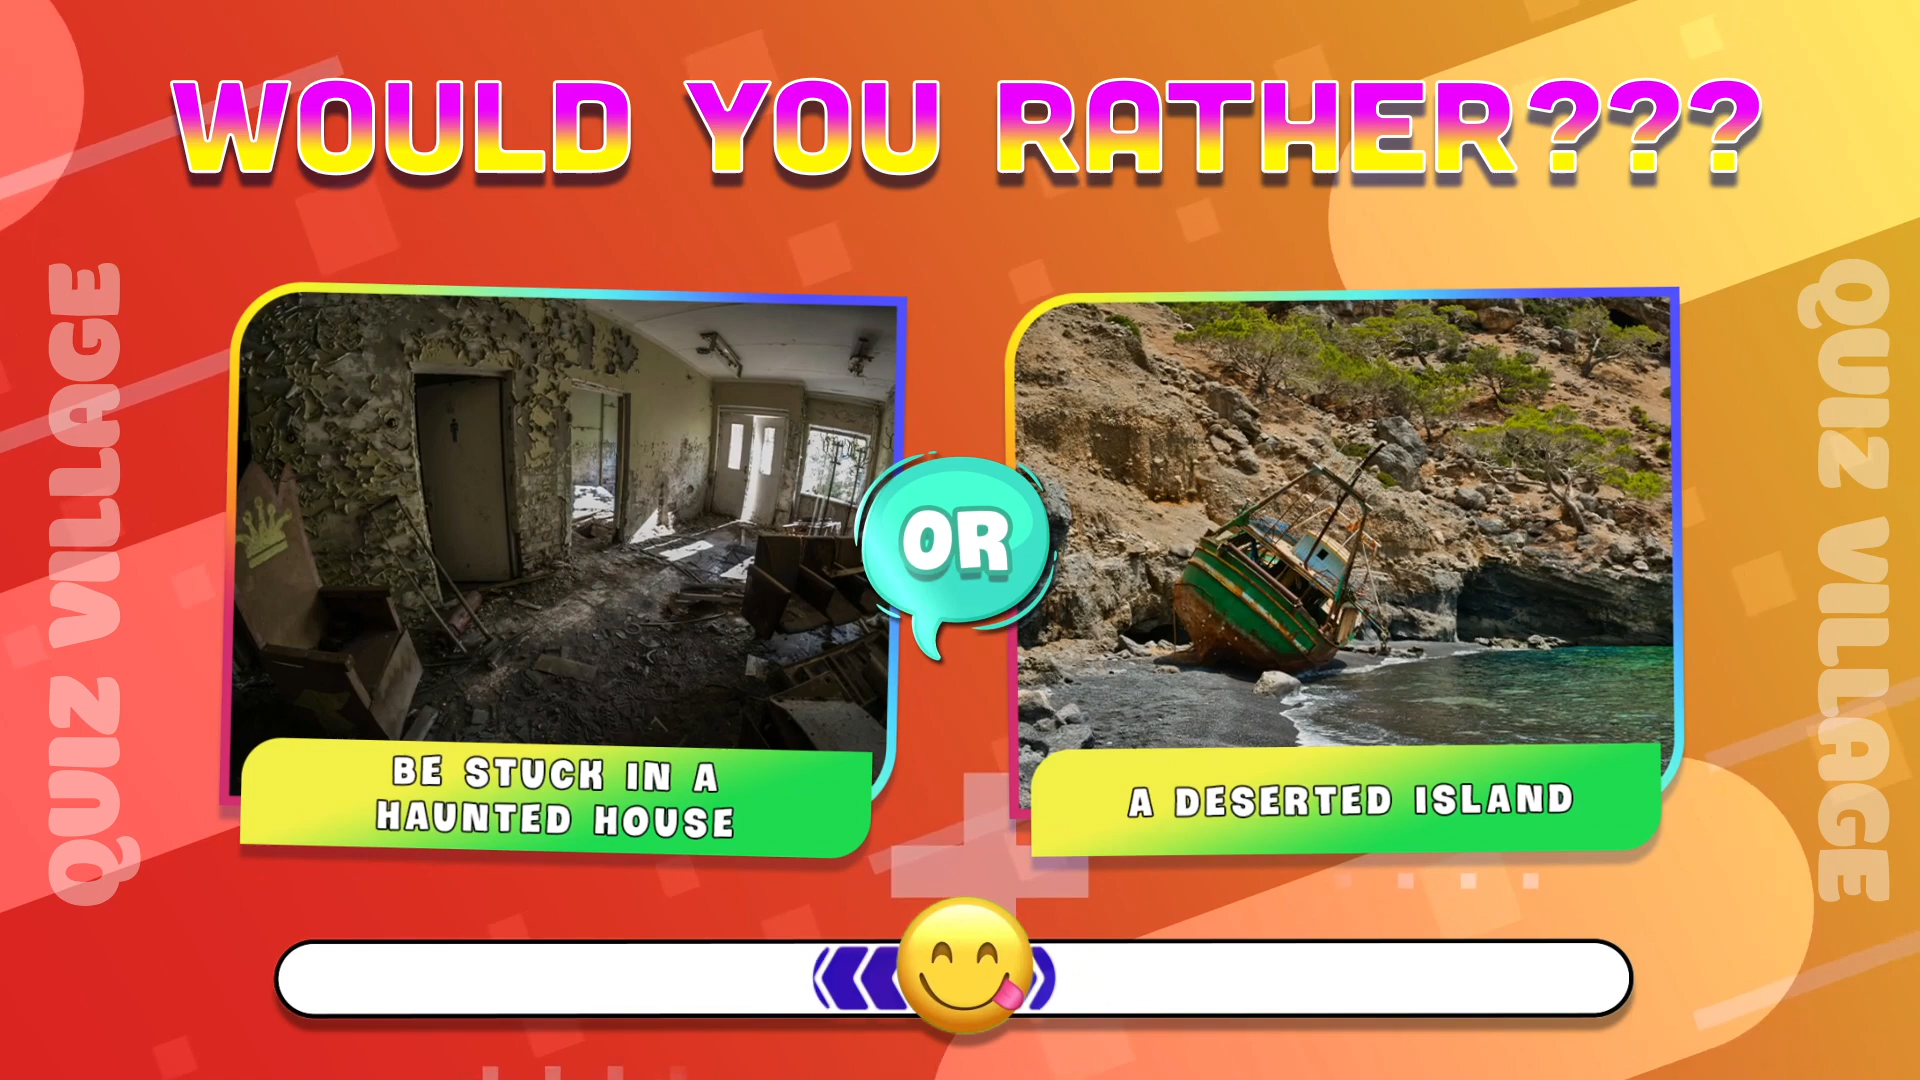 WOULD YOU RATHER???
QUIZ VILLAGE
QUIZ VILLAGE
OR
BE STUCK IN A
HAUNTED HOUSE
A DESERTED ISLAND